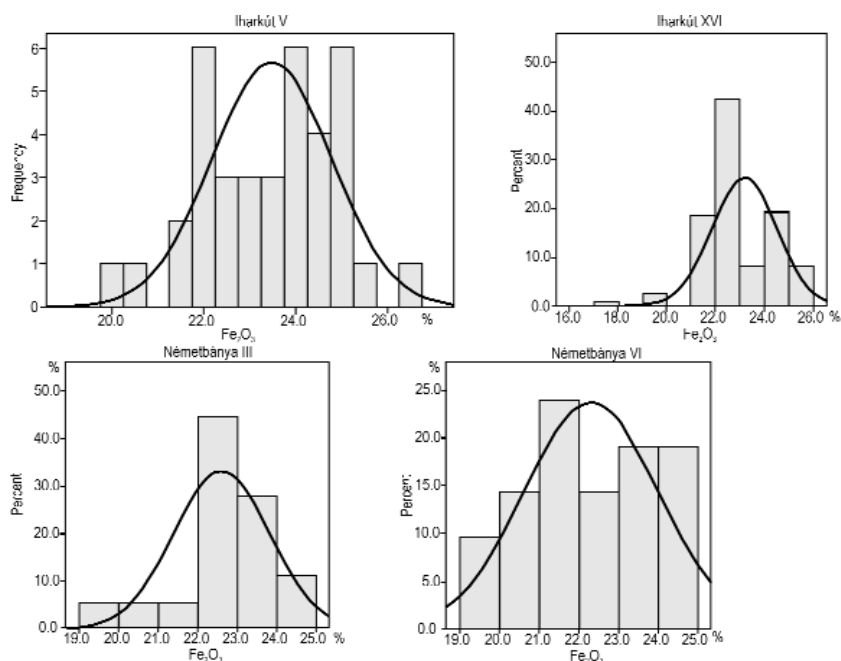 Iharkút V
Frequency
6
5
4
3
2
1
0
20.0 22.0 24.0 26.0 %
Fe₂O₃
Iharkút XVI
Percent
50.0
40.0
30.0
20.0
10.0
0.0
16.0 18.0 20.0 22.0 24.0 26.0 %
Fe₂O₃
Németbánya III
%
Percent
50.0
40.0
30.0
20.0
10.0
0.0
19.0 20.0 21.0 22.0 23.0 24.0 25.0 %
Fe₂O₃
Németbánya VI
%
Percent
25.0
20.0
15.0
10.0
5.0
0.0
19.0 20.0 21.0 22.0 23.0 24.0 25.0 %
Fe₂O₃